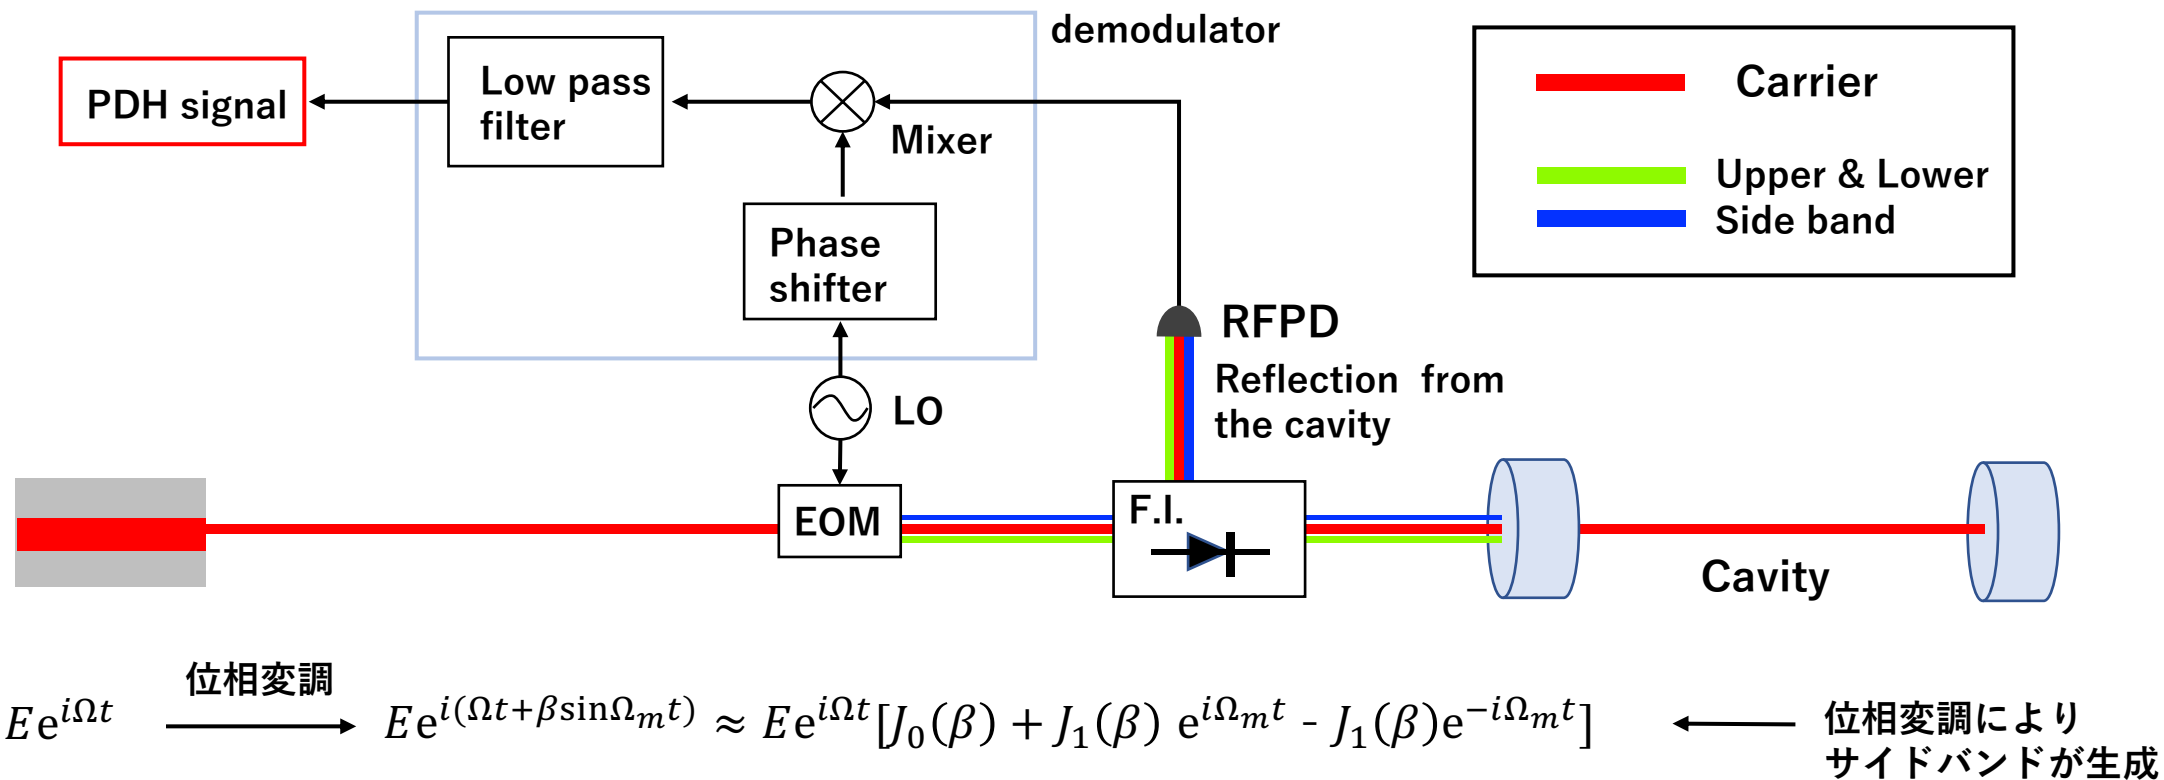 demodulator
Low pass
filter
PDH signal
Mixer
Phase
shifter
LO
Carrier
Upper & Lower
Side band
RFPD
Reflection from
the cavity
EOM
F.I.
Cavity
位相変調
Ee^{iΩt}
Ee^{i(Ωt+βsinΩ_m t)} ≈ Ee^{iΩt}[J_0(β) + J_1(β) e^{iΩ_m t} - J_1(β)e^{-iΩ_m t}]
位相変調により
サイドバンドが生成